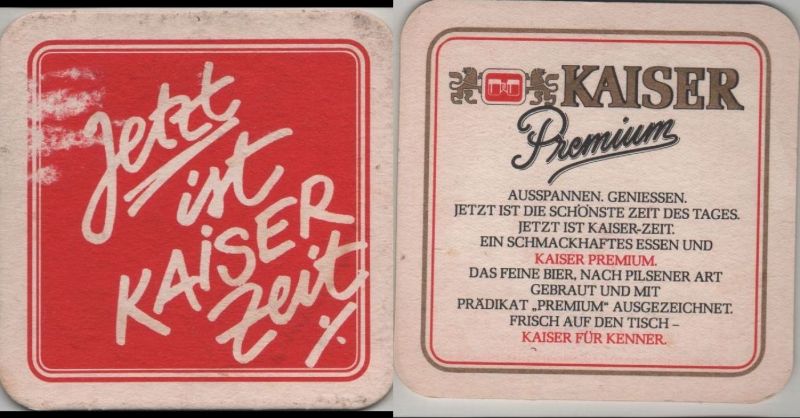 Jetzt
ist
KAiSER
Zeit
KAISER
Premium
AUSSPANNEN. GENIESSEN.
JETZT IST DIE SCHÖNSTE ZEIT DES TAGES.
JETZT IST KAISER-ZEIT.
EIN SCHMACKHAFTES ESSEN UND
KAISER PREMIUM.
DAS FEINE BIER, NACH PILSENER ART
GEBRAUT UND MIT
PRÄDIKAT „PREMIUM“ AUSGEZEICHNET.
FRISCH AUF DEN TISCH –
KAISER FÜR KENNER.